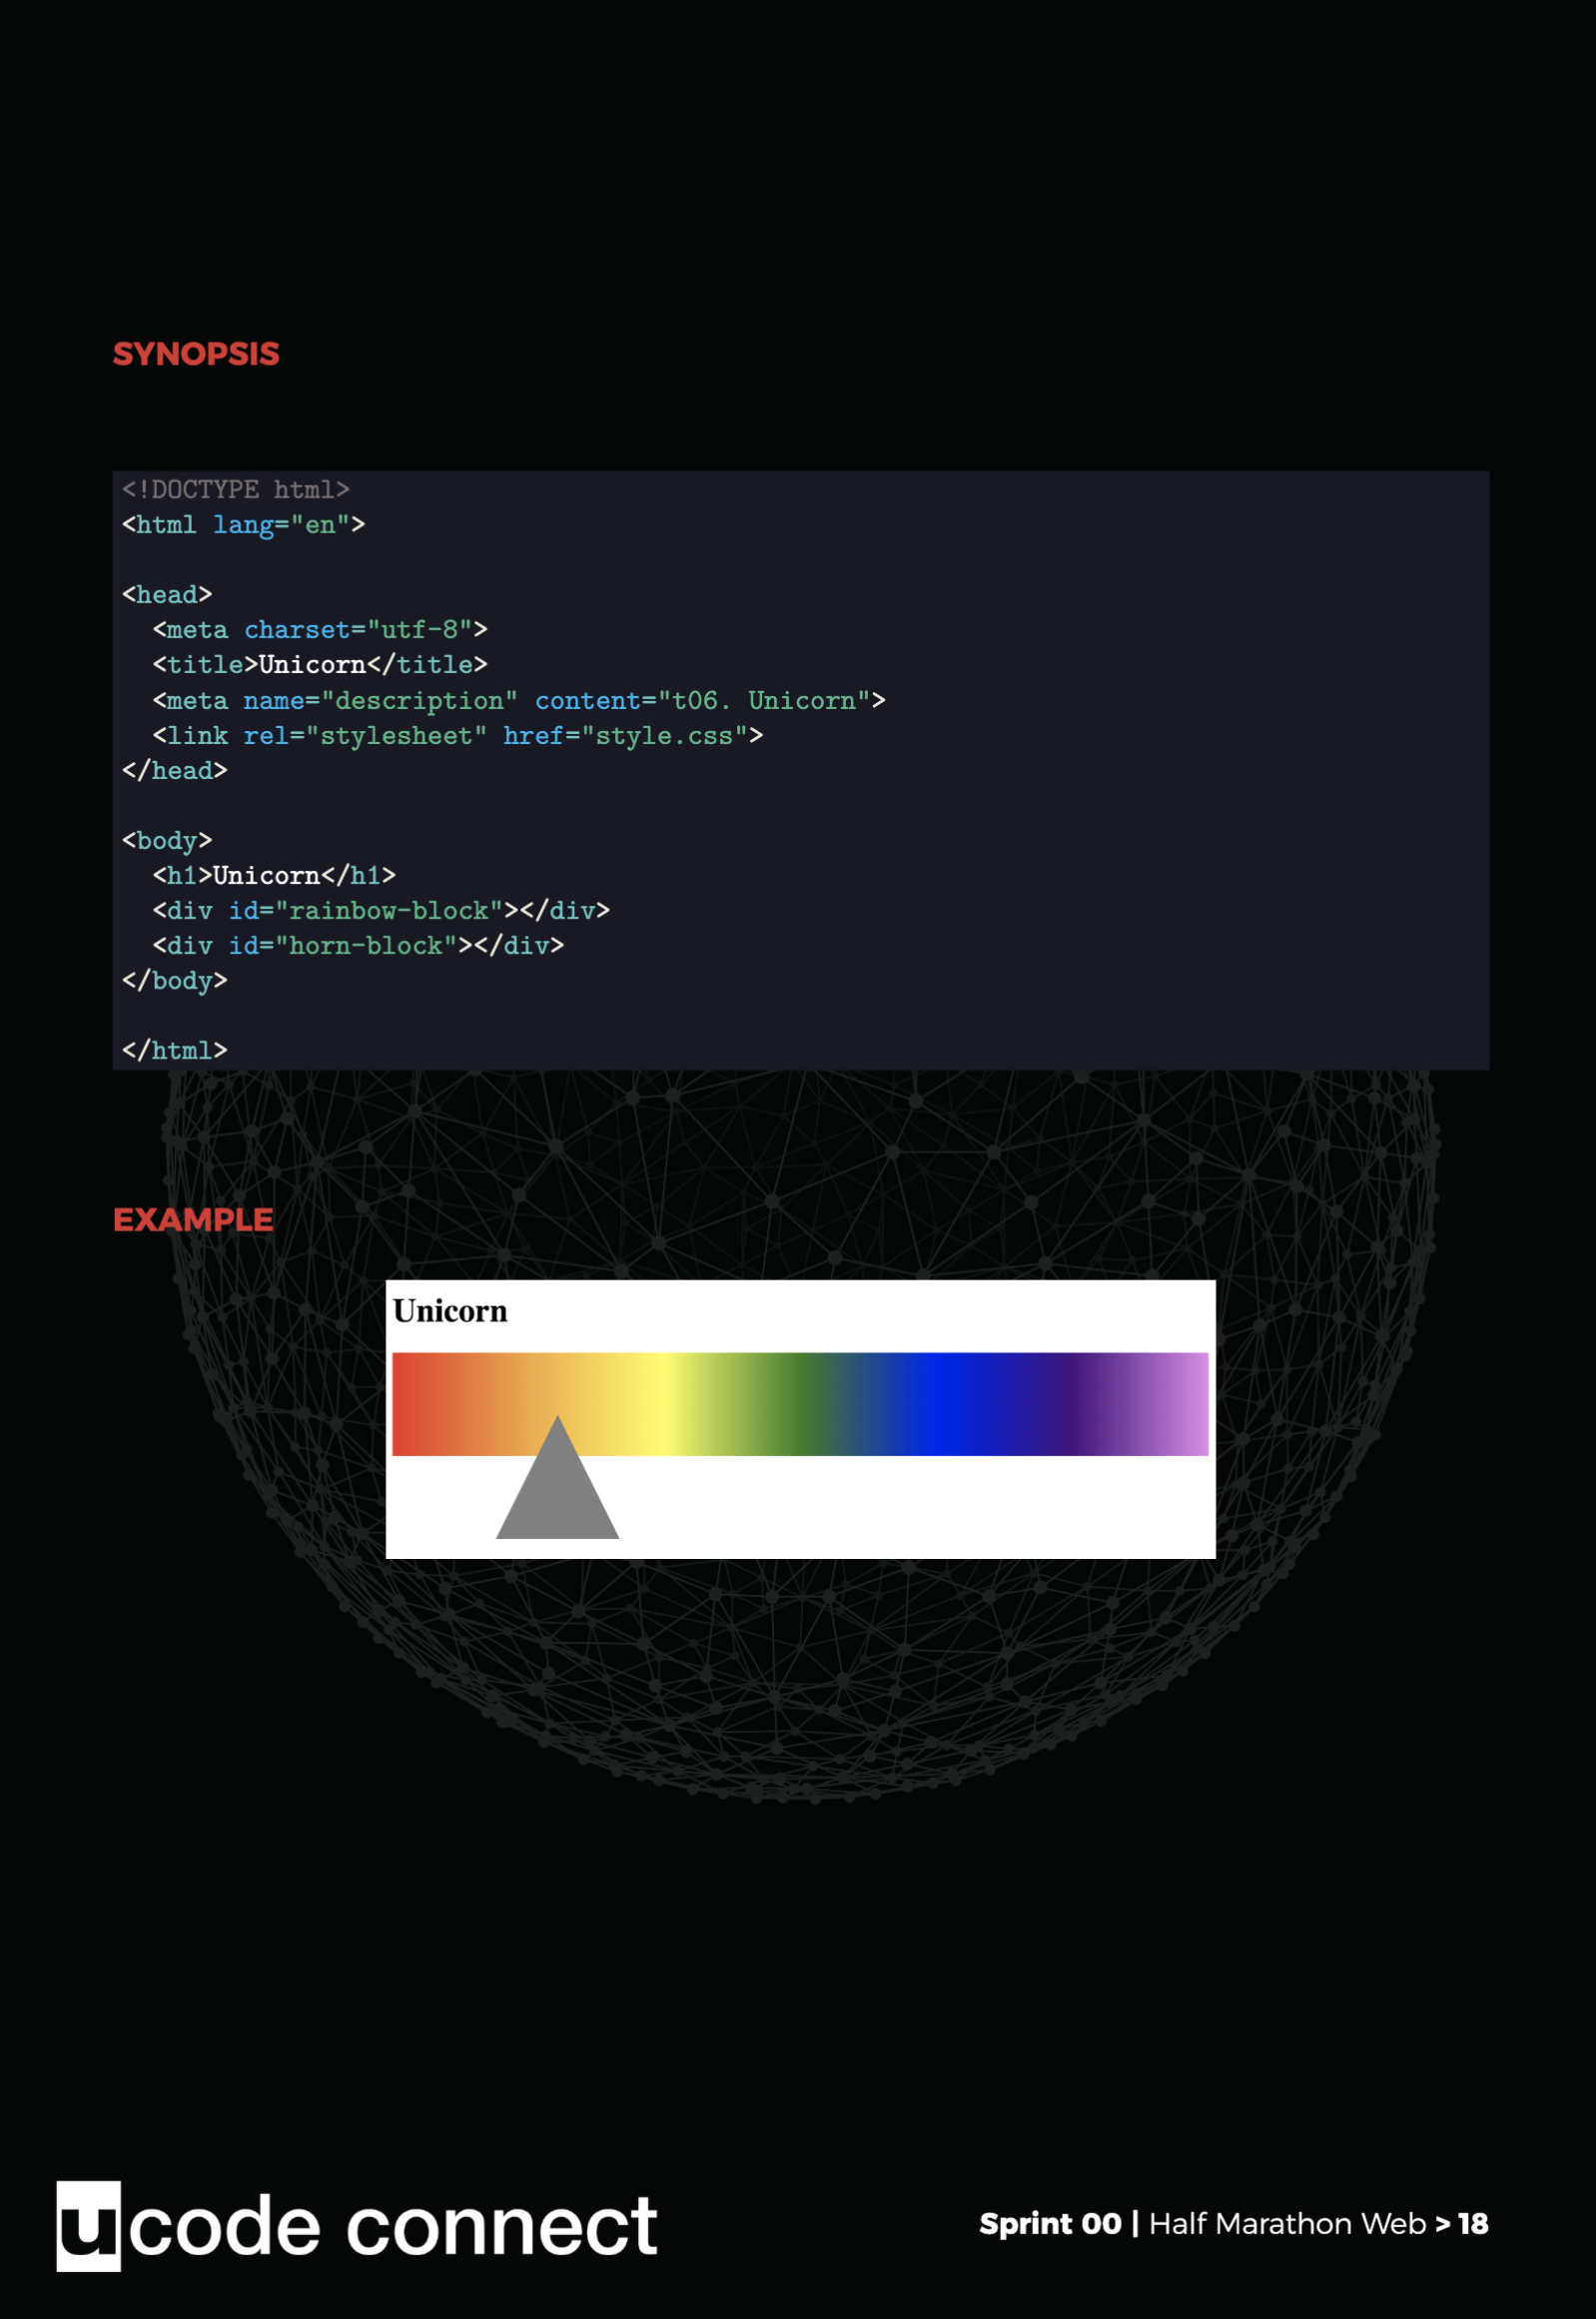 SYNOPSIS
<!DOCTYPE html>
<html lang="en">
<head>
  <meta charset="utf-8">
  <title>Unicorn</title>
  <meta name="description" content="t06. Unicorn">
  <link rel="stylesheet" href="style.css">
</head>
<body>
  <h1>Unicorn</h1>
  <div id="rainbow-block"></div>
  <div id="horn-block"></div>
</body>
</html>
EXAMPLE
Unicorn
ucode connect
Sprint 00 | Half Marathon Web > 18